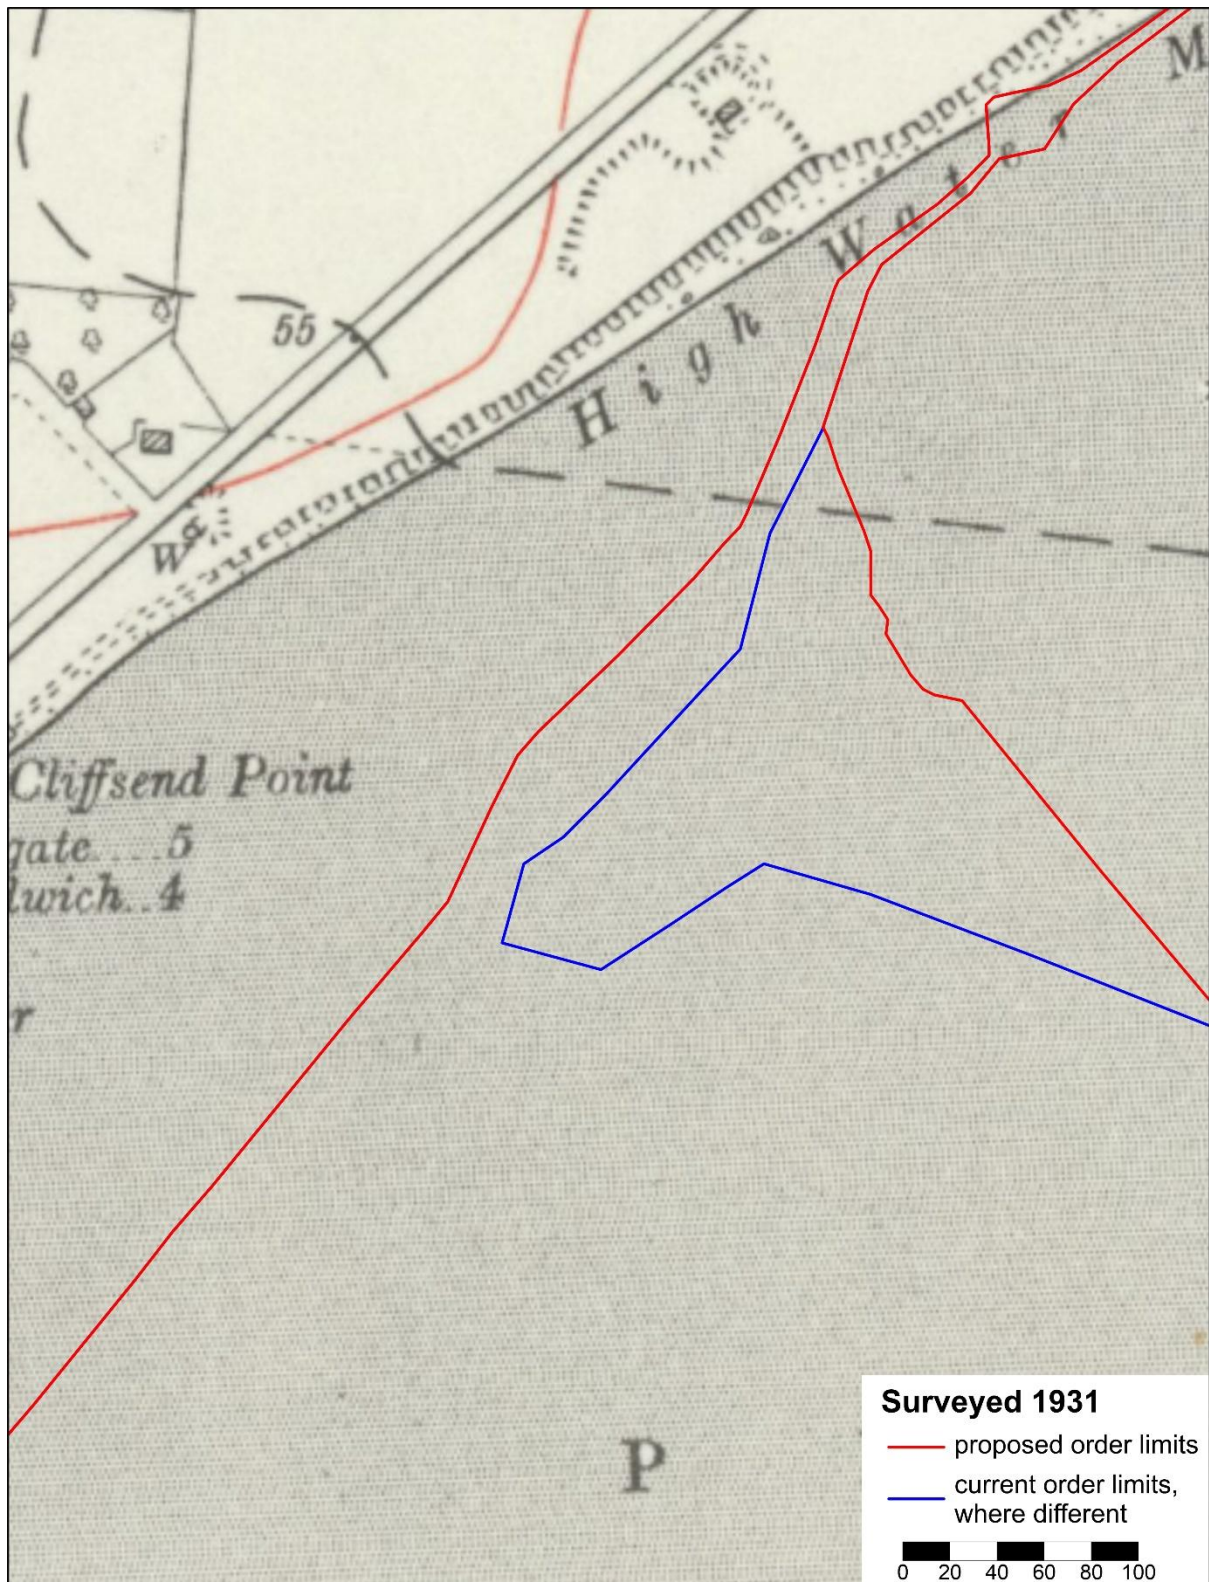 M
High Water
55
W
Cliffsend Point
gate....5
lwich..4
r
P
Surveyed 1931
proposed order limits
current order limits,
where different
0 20 40 60 80 100